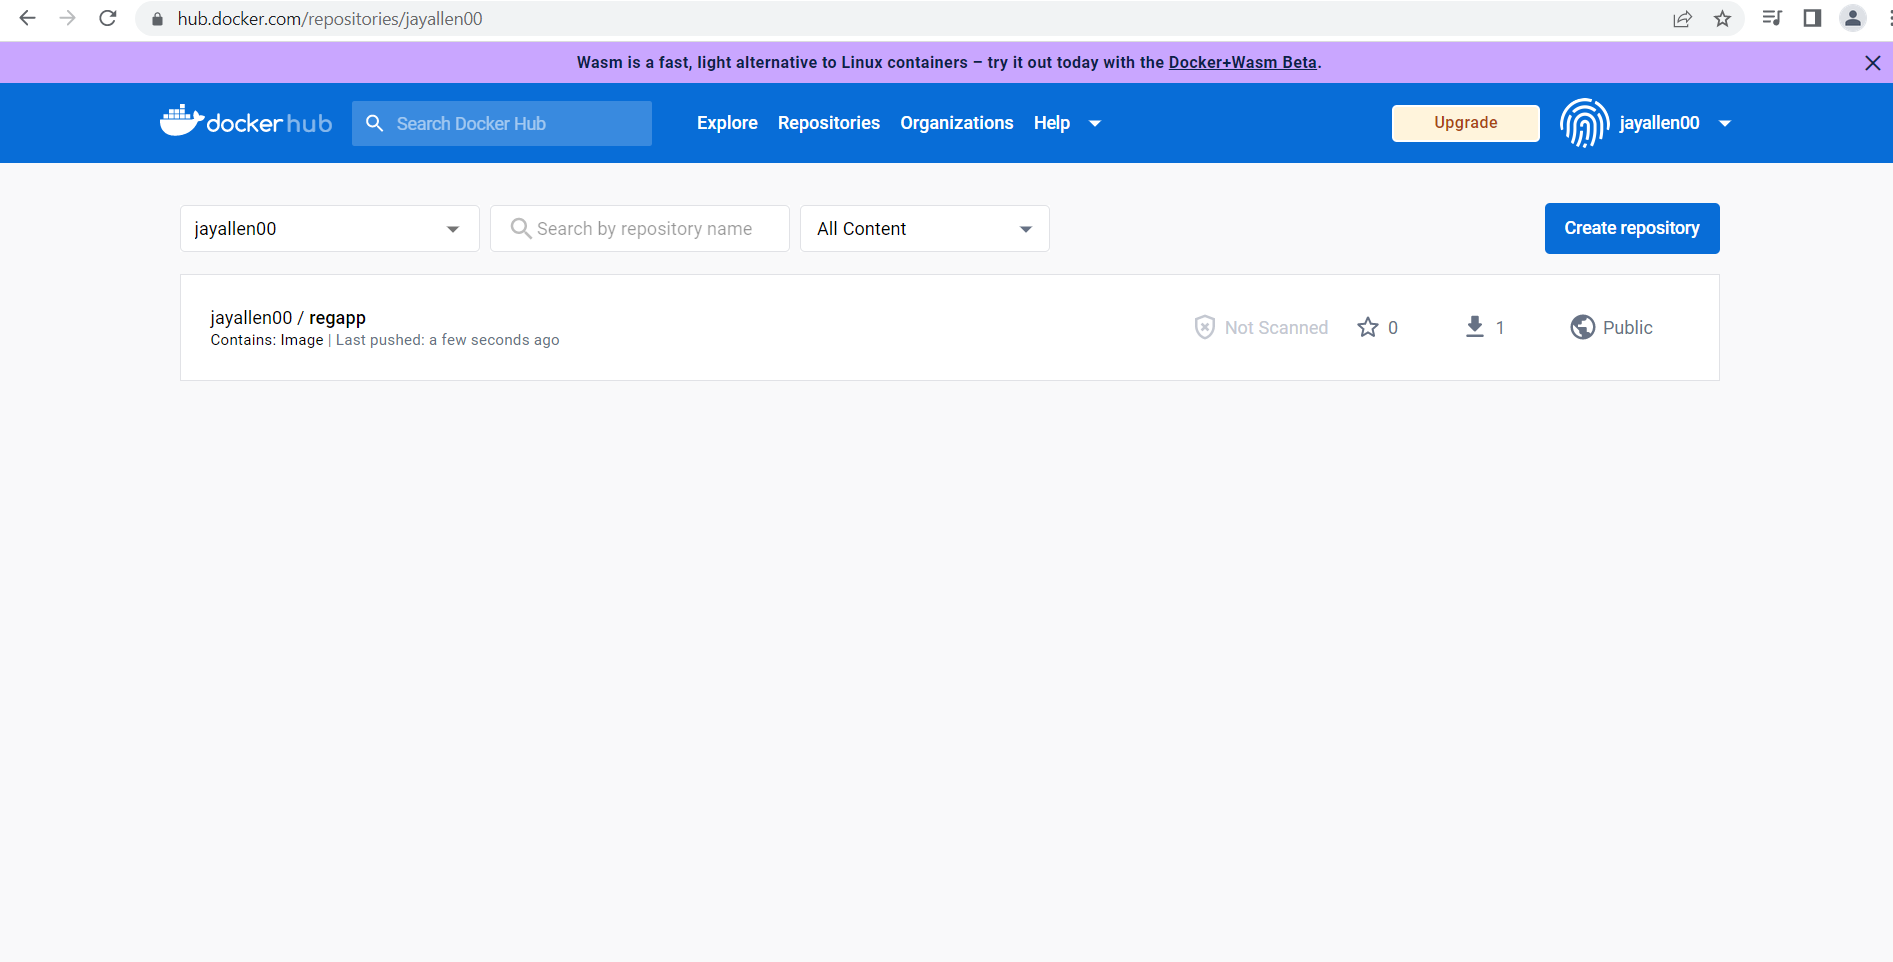 hub.docker.com/repositories/jayallen00
Wasm is a fast, light alternative to Linux containers – try it out today with the Docker+Wasm Beta.
dockerhub Search Docker Hub Explore Repositories Organizations Help Upgrade jayallen00
jayallen00 Search by repository name All Content Create repository
jayallen00 / regapp Not Scanned 0 1 Public
Contains: Image | Last pushed: a few seconds ago